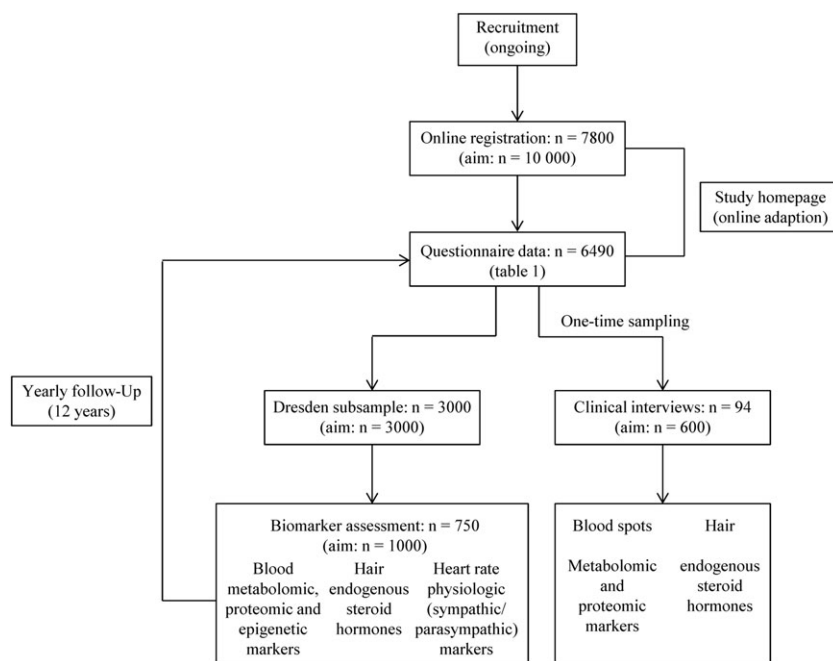 Recruitment
(ongoing)
Online registration: n = 7800
(aim: n = 10 000)
Study homepage
(online adaption)
Questionnaire data: n = 6490
(table 1)
One-time sampling
Yearly follow-Up
(12 years)
Dresden subsample: n = 3000
(aim: n = 3000)
Clinical interviews: n = 94
(aim: n = 600)
Biomarker assessment: n = 750
(aim: n = 1000)
Blood
metabolomic,
proteomic and
epigenetic
markers
Hair
endogenous
steroid
hormones
Heart rate
physiologic
(sympathic/
parasympathic)
markers
Blood spots
Metabolomic
and
proteomic
markers
Hair
endogenous
steroid
hormones